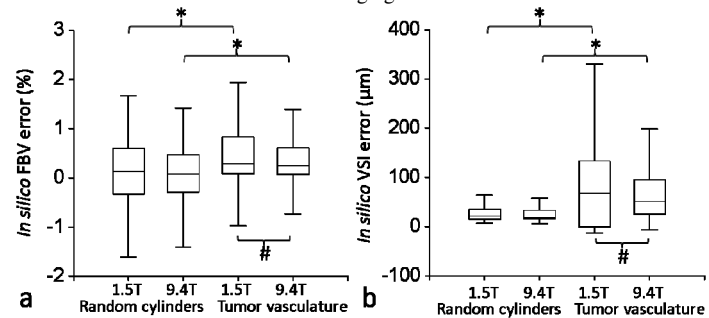 3
2
1
0
-1
-2
In silico FBV error (%)
*
*
#
1.5T 9.4T 1.5T 9.4T
Random cylinders Tumor vasculature
a
400
300
200
100
0
-100
In silico VSI error (µm)
*
*
#
1.5T 9.4T 1.5T 9.4T
Random cylinders Tumor vasculature
b